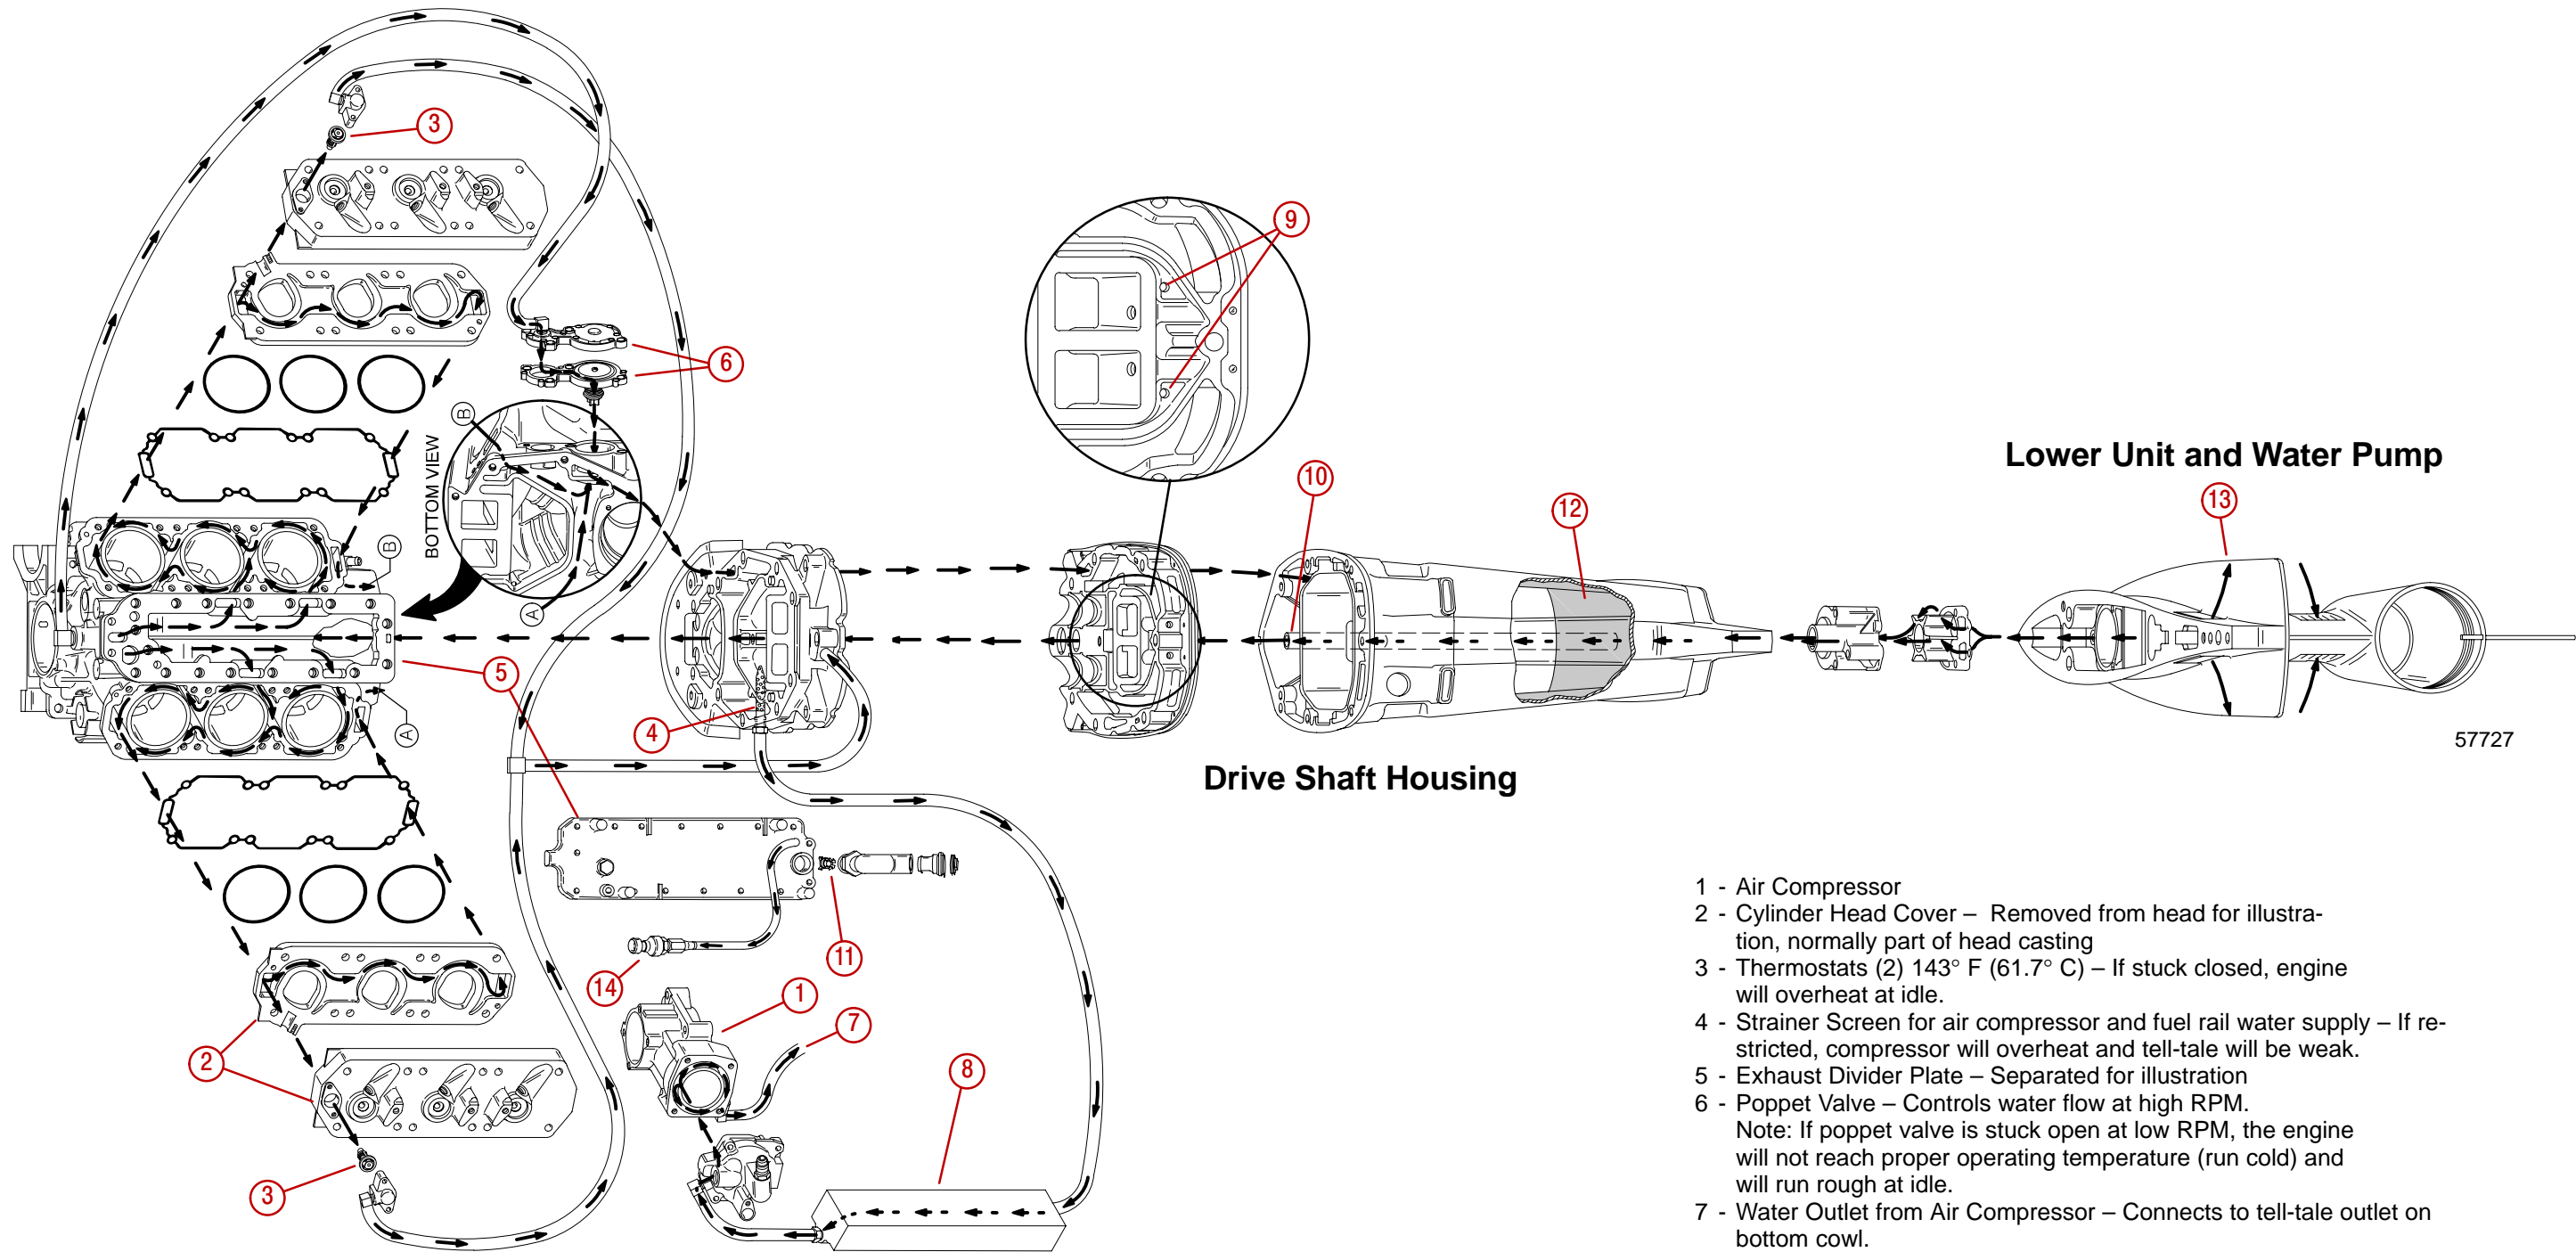 3
9
6
B
BOTTOM VIEW
Lower Unit and Water Pump
10
12
13
B
A
5
A
4
57727
Drive Shaft Housing
11
14
1
7
2
8
3
1 - Air Compressor
2 - Cylinder Head Cover – Removed from head for illustra-
tion, normally part of head casting
3 - Thermostats (2) 143° F (61.7° C) – If stuck closed, engine
will overheat at idle.
4 - Strainer Screen for air compressor and fuel rail water supply – If re-
stricted, compressor will overheat and tell-tale will be weak.
5 - Exhaust Divider Plate – Separated for illustration
6 - Poppet Valve – Controls water flow at high RPM.
Note: If poppet valve is stuck open at low RPM, the engine
will not reach proper operating temperature (run cold) and
will run rough at idle.
7 - Water Outlet from Air Compressor – Connects to tell-tale outlet on
bottom cowl.